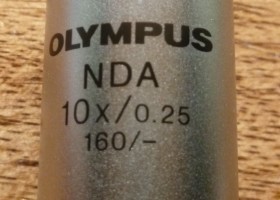 OLYMPUS
NDA
10x/0.25
160/-